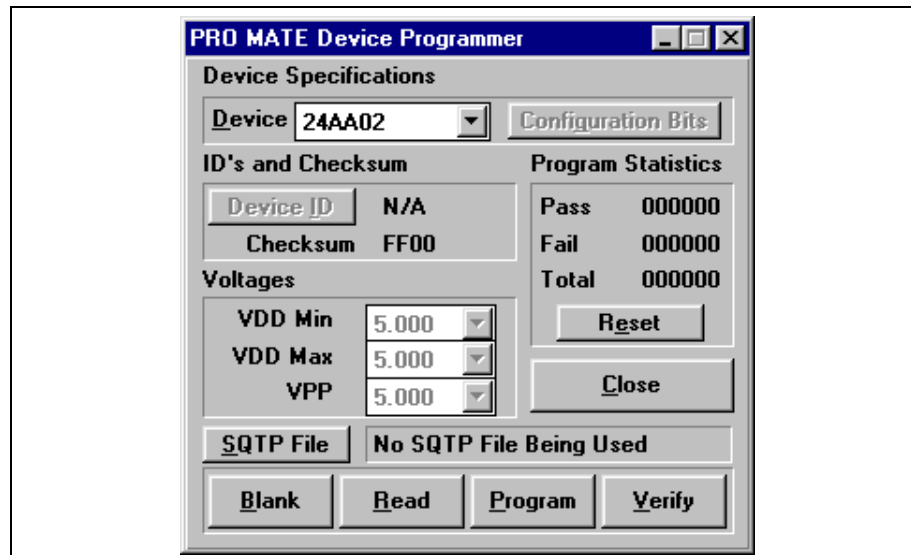 PRO MATE Device Programmer
Device Specifications
Device 24AA02 Configuration Bits
ID's and Checksum
Device ID N/A
Checksum FF00
Program Statistics
Pass 000000
Fail 000000
Total 000000
Reset
Voltages
VDD Min 5.000
VDD Max 5.000
VPP 5.000
Close
SQTP File No SQTP File Being Used
Blank Read Program Verify